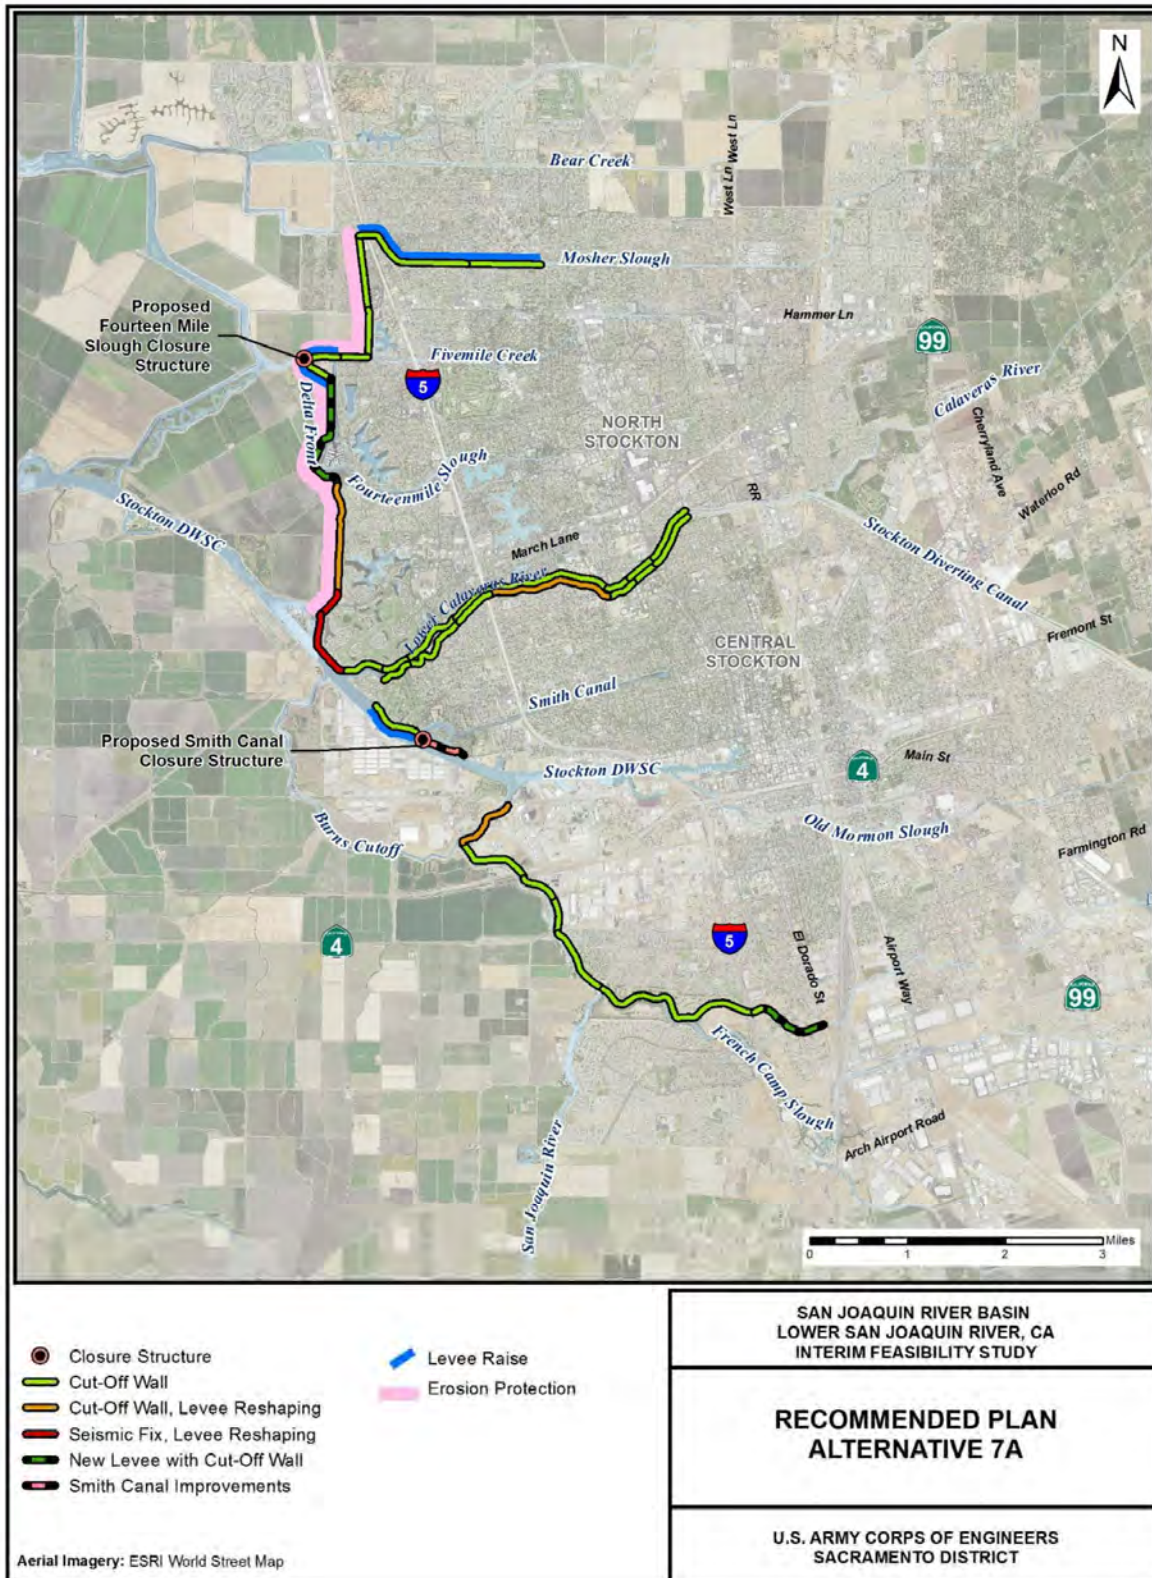 N
West Ln
West Ln
Bear Creek
Mosher Slough
Proposed
Fourteen Mile
Slough Closure
Structure
Hammer Ln
99
Fivemile Creek
5
Calaveras River
Delta Front
NORTH
STOCKTON
Cherryland Ave
Fourteenmile Slough
Waterloo Rd
RR
Stockton DWSC
March Lane
Stockton Diverting Canal
Lower Calaveras River
Fremont St
CENTRAL
STOCKTON
Smith Canal
Proposed Smith Canal
Closure Structure
Stockton DWSC
4
Main St
Burns Cutoff
Old Mormon Slough
Farmington Rd
4
5
El Dorado St
Airport Way
99
French Camp Slough
San Joaquin River
Arch Airport Road
Miles
0 1 2 3
Closure Structure
Cut-Off Wall
Cut-Off Wall, Levee Reshaping
Seismic Fix, Levee Reshaping
New Levee with Cut-Off Wall
Smith Canal Improvements
Levee Raise
Erosion Protection
Aerial Imagery: ESRI World Street Map
SAN JOAQUIN RIVER BASIN
LOWER SAN JOAQUIN RIVER, CA
INTERIM FEASIBILITY STUDY
RECOMMENDED PLAN
ALTERNATIVE 7A
U.S. ARMY CORPS OF ENGINEERS
SACRAMENTO DISTRICT